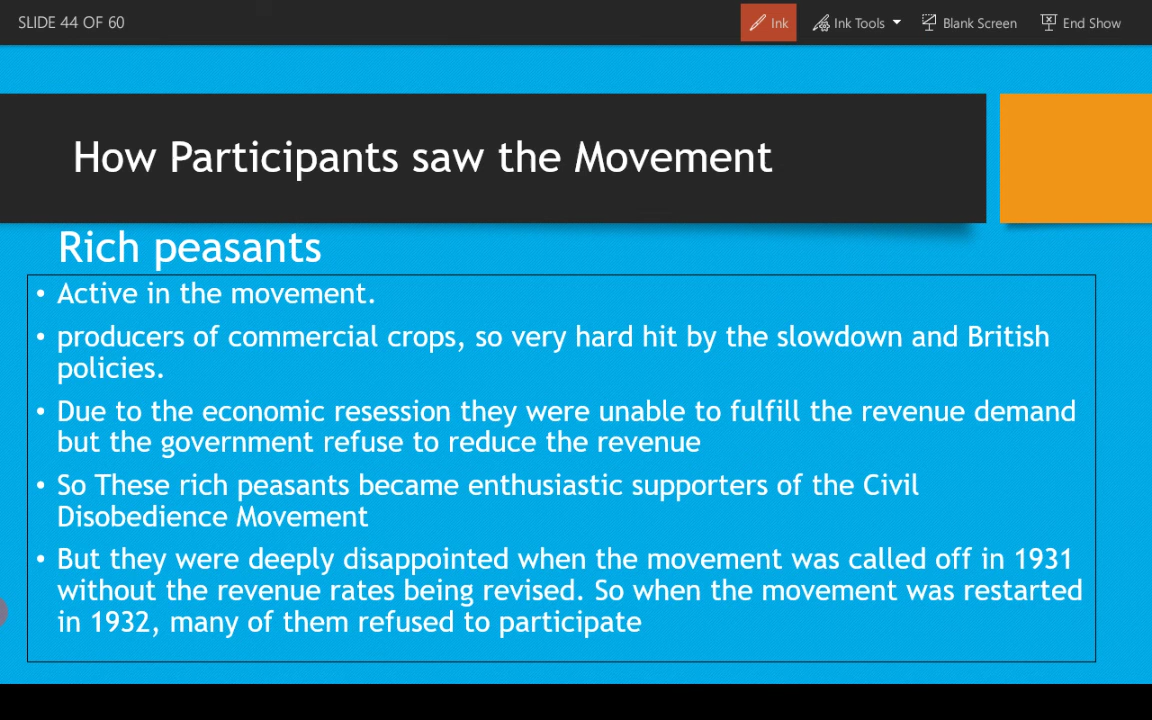 SLIDE 44 OF 60
Ink
Ink Tools
Blank Screen
End Show
How Participants saw the Movement
Rich peasants
• Active in the movement.
• producers of commercial crops, so very hard hit by the slowdown and British
policies.
• Due to the economic resession they were unable to fulfill the revenue demand
but the government refuse to reduce the revenue
• So These rich peasants became enthusiastic supporters of the Civil
Disobedience Movement
• But they were deeply disappointed when the movement was called off in 1931
without the revenue rates being revised. So when the movement was restarted
in 1932, many of them refused to participate